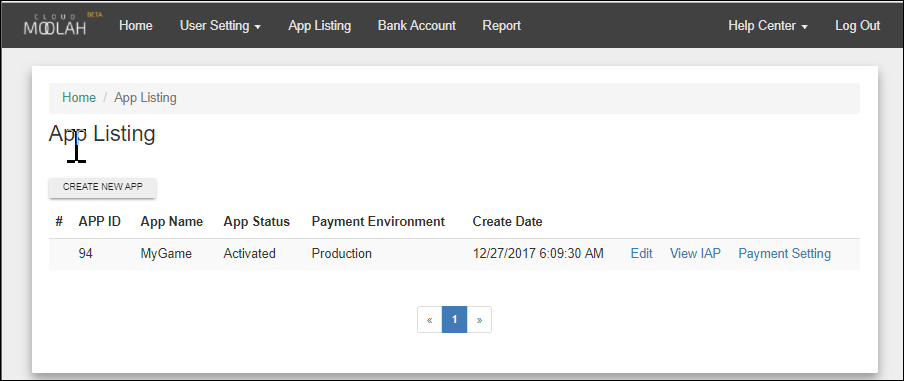 CLOUD BETA
MOOLAH Home User Setting App Listing Bank Account Report Help Center Log Out
Home / App Listing
App Listing
CREATE NEW APP
# APP ID App Name App Status Payment Environment Create Date
94 MyGame Activated Production 12/27/2017 6:09:30 AM Edit View IAP Payment Setting
« 1 »